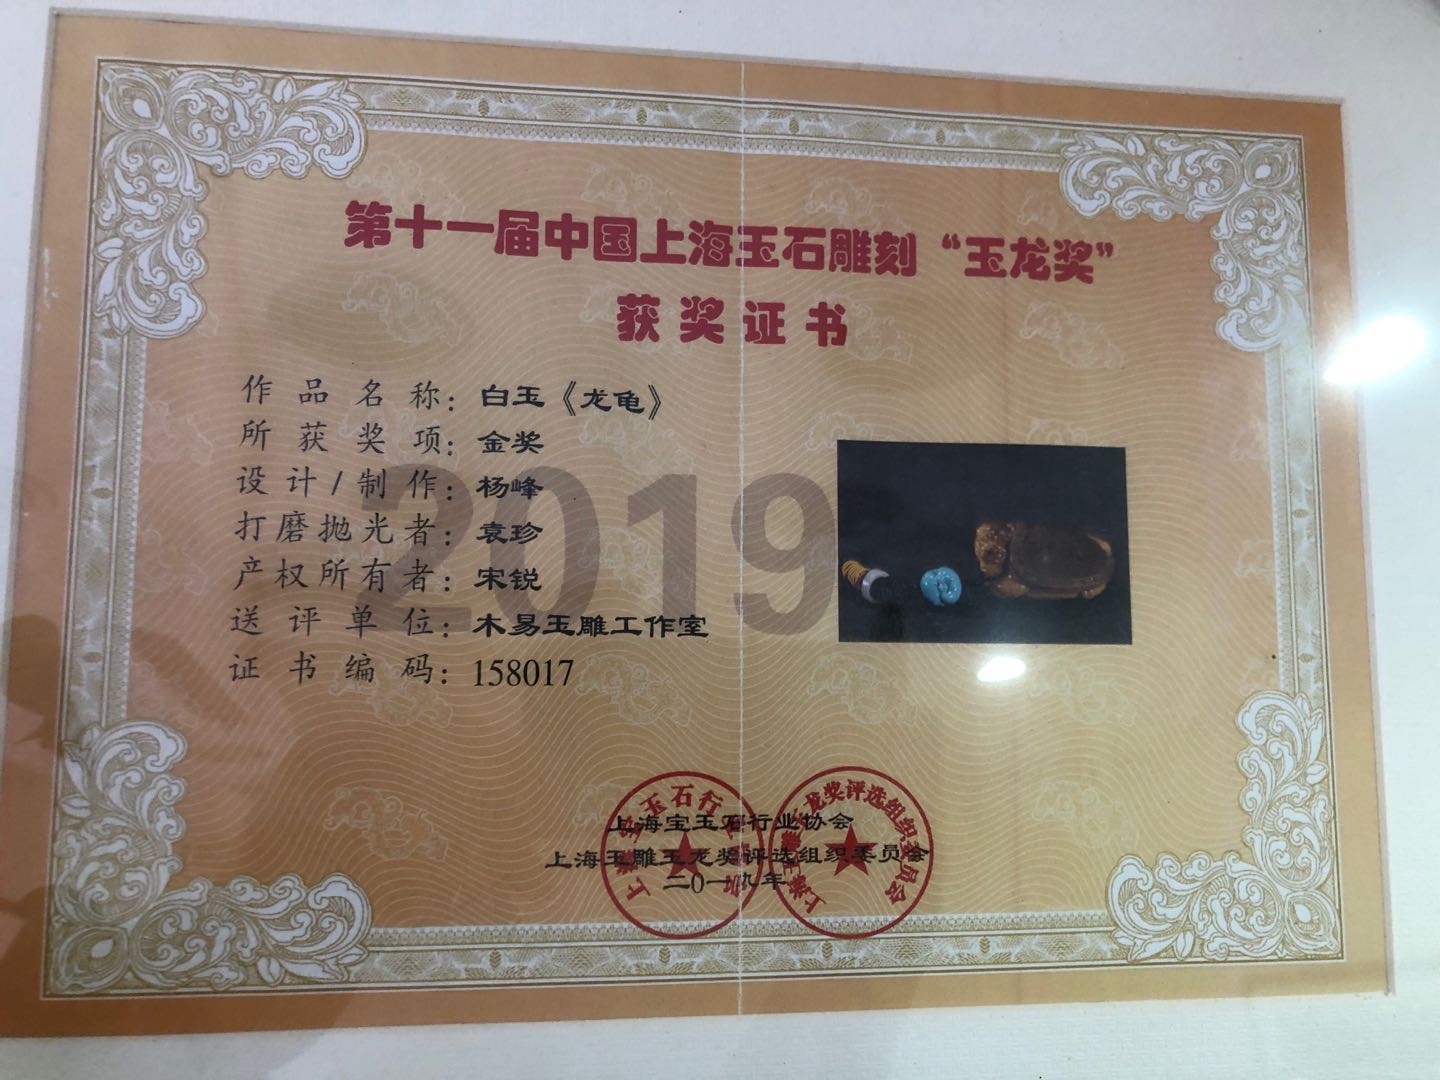 第十一届中国上海玉石雕刻“玉龙奖”
获奖证书
作品名称：白玉《龙龟》
所获奖项：金奖
设计/制作：杨峰
打磨抛光者：袁珍
产权所有者：宋锐
送评单位：木易玉雕工作室
证书编码：158017
2019
上海宝玉石行业协会
上海玉雕玉龙奖评选组织委员会
二0一九年